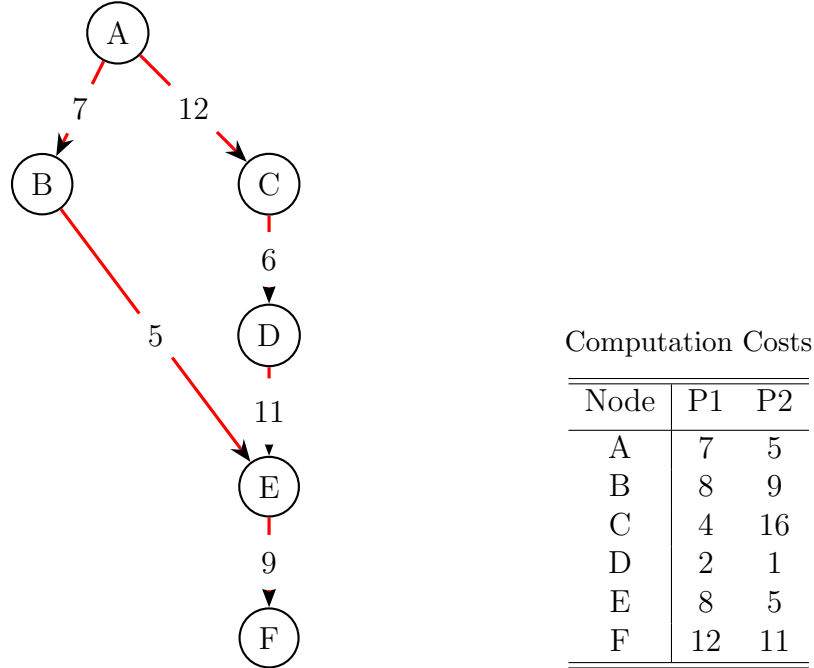 A
7
12
B
C
6
5
D
11
E
9
F
Computation Costs
Node P1 P2
A 7 5
B 8 9
C 4 16
D 2 1
E 8 5
F 12 11